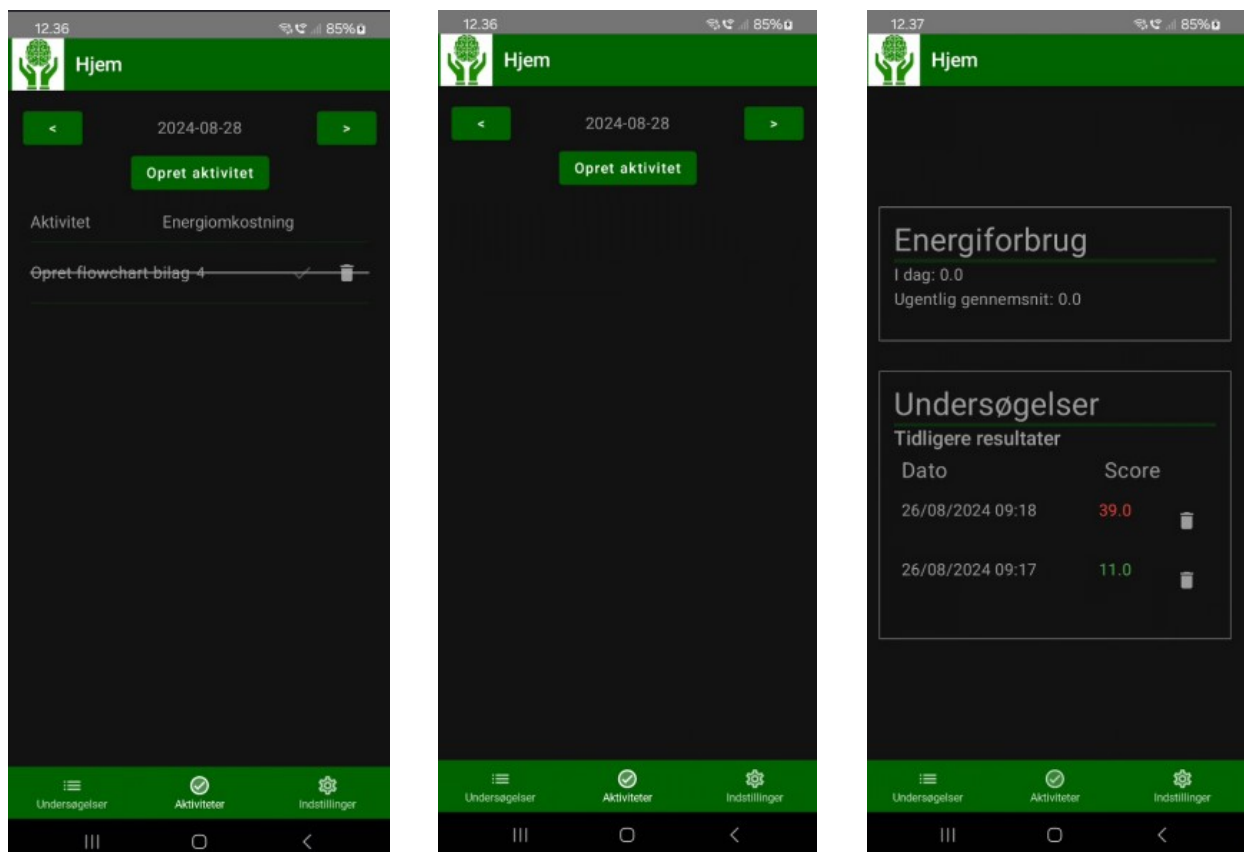 12.36
85%
Hjem
<
2024-08-28
>
Opret aktivitet
Aktivitet Energiomkostning
Opret flowchart bilag 4
Undersøgelser Aktiviteter Indstillinger
12.36
85%
Hjem
<
2024-08-28
>
Opret aktivitet
Undersøgelser Aktiviteter Indstillinger
12.37
85%
Hjem
Energiforbrug
I dag: 0.0
Ugentlig gennemsnit: 0.0
Undersøgelser
Tidligere resultater
Dato Score
26/08/2024 09:18 39.0
26/08/2024 09:17 11.0
Undersøgelser Aktiviteter Indstillinger